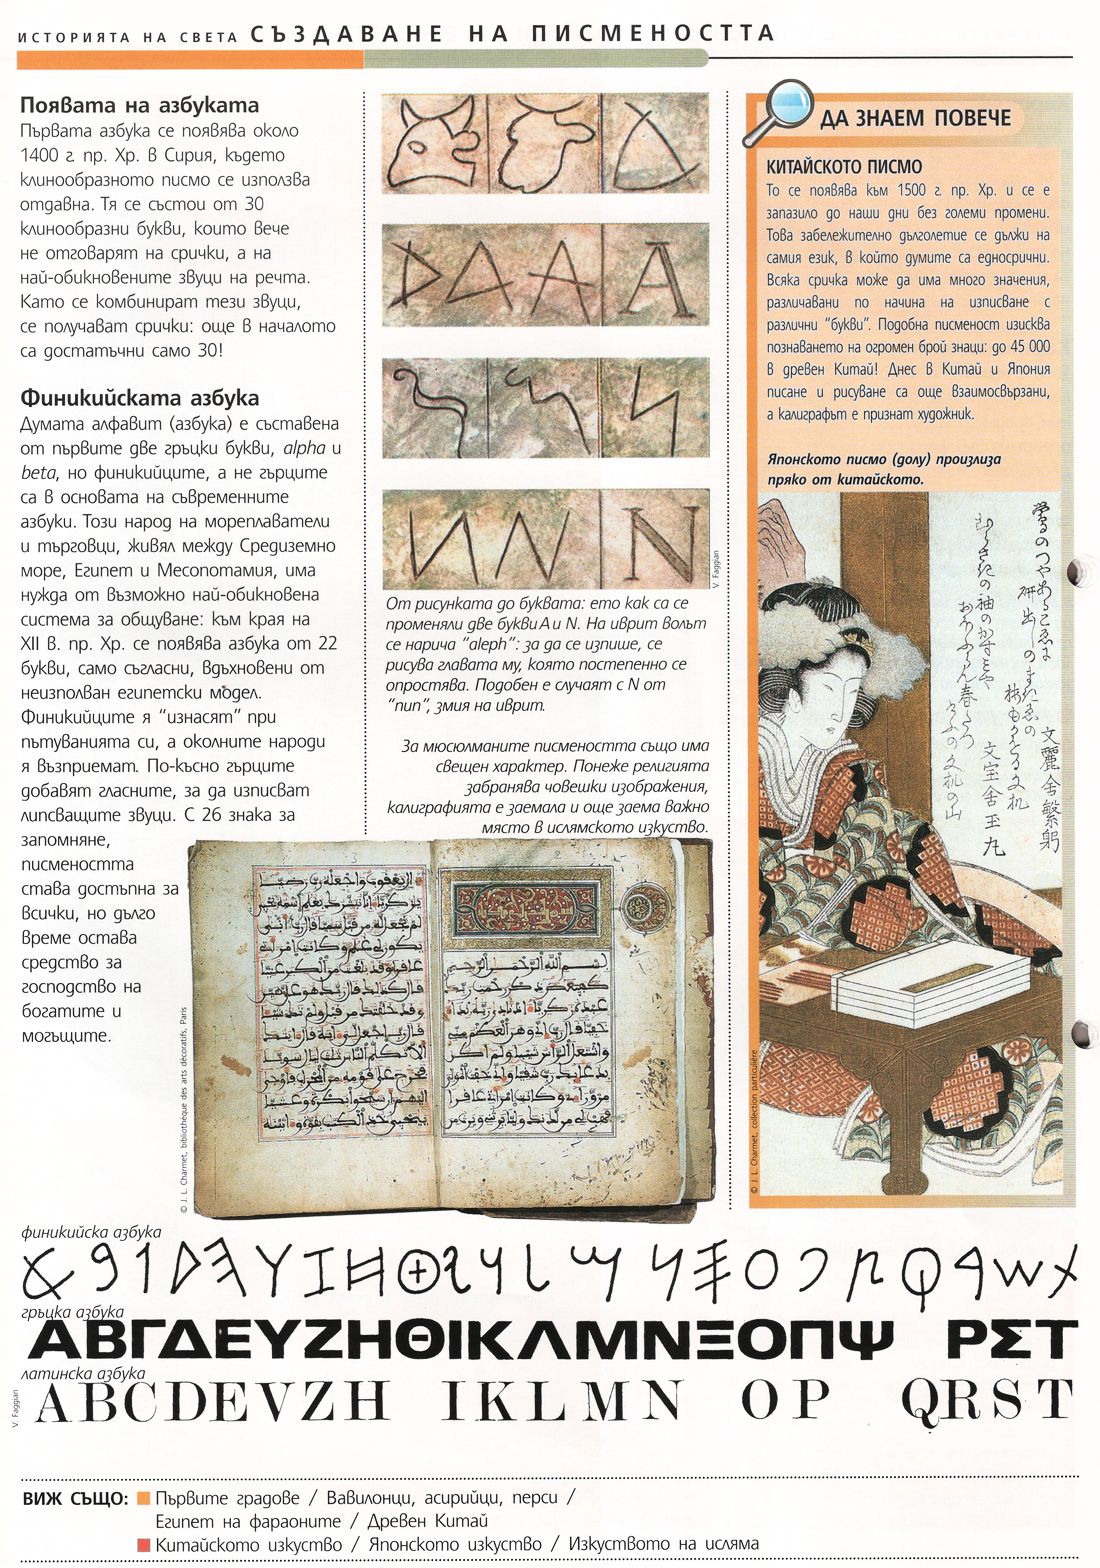 ИСТОРИЯТА НА СВЕТА СЪЗДАВАНЕ НА ПИСМЕНОСТТА
Появата на азбуката
Първата азбука се появява около
1400 г. пр. Хр. в Сирия, където
клинообразното писмо се използва
отдавна. Тя се състои от 30
клинообразни букви, които вече
не отговарят на срички, а на
най-обикновените звуци на речта.
Като се комбинират тези звуци,
се получават срички: още в началото
са достатъчни само 30!
Финикийската азбука
Думата алфавит (азбука) е съставена
от първите две гръцки букви, alpha и
beta, но финикийците, а не гърците
са в основата на съвременните
азбуки. Този народ на мореплаватели
и търговци, живял между Средиземно
море, Египет и Месопотамия, има
нужда от възможно най-обикновена
система за общуване: към края на
XII в. пр. Хр. се появява азбука от 22
букви, само съгласни, вдъхновени от
неизползван египетски модел.
Финикийците я “изнасят” при
пътуванията си, а околните народи
я възприемат. По-късно гърците
добавят гласните, за да изписват
липсващите звуци. С 26 знака за
запомняне,
писмеността
става достъпна за
всички, но дълго
време остава
средство за
господство на
богатите и
могъщите.
A
N
V. Faggian
От рисунката до буквата: ето как са се
променяли две букви A и N. На иврит волът
се нарича “aleph”: за да се изпише, се
рисува главата му, която постепенно се
опростява. Подобен е случаят с N от
“пип”, змия на иврит.
За мюсюлманите писмеността също има
свещен характер. Понеже религията
забранява човешки изображения,
калиграфията е заемала и още заема важно
място в ислямското изкуство.
© J. L. Charmet, bibliothèque des arts décoratifs, Paris
ДА ЗНАЕМ ПОВЕЧЕ
КИТАЙСКОТО ПИСМО
То се появява към 1500 г. пр. Хр. и се е
запазило до наши дни без големи промени.
Това забележително дълголетие се дължи на
самия език, в който думите са едносрични.
Всяка сричка може да има много значения,
различавани по начина на изписване с
различни “букви”. Подобна писменост изисква
познаването на огромен брой знаци: до 45 000
в древен Китай! Днес в Китай и Япония
писане и рисуване са още взаимосвързани,
а калиграфът е признат художник.
Японското писмо (долу) произлиза
пряко от китайското.
© J. L. Charmet, collection particulière
финикийска азбука
гръцка азбука
ΑΒΓΔΕΥΖΗΘΙΚΛΜΝΞΟΠΨ ΡΣΤ
латинска азбука
ABCDEVZH IKLMN OP QRST
V. Faggian
ВИЖ СЪЩО: Първите градове / Вавилонци, асирийци, перси /
Египет на фараоните / Древен Китай
Китайското изкуство / Японското изкуство / Изкуството на исляма